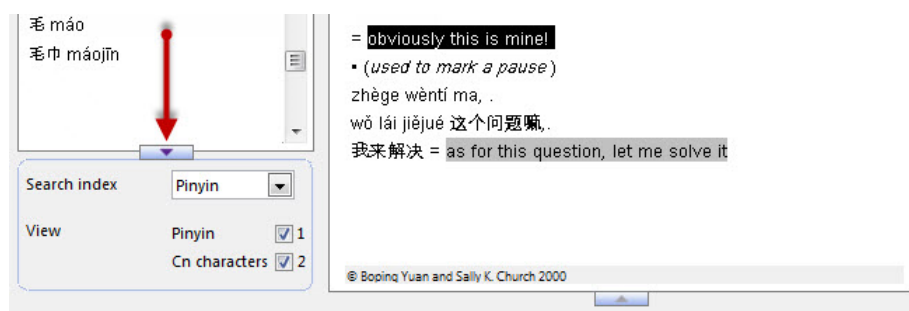 毛 máo
毛巾 máojīn
Search index Pinyin
View Pinyin 1
Cn characters 2
= obviously this is mine!
▪ (used to mark a pause)
zhège wèntí ma, .
wǒ lái jiějué 这个问题嘛,.
我来解决 = as for this question, let me solve it
© Boping Yuan and Sally K. Church 2000